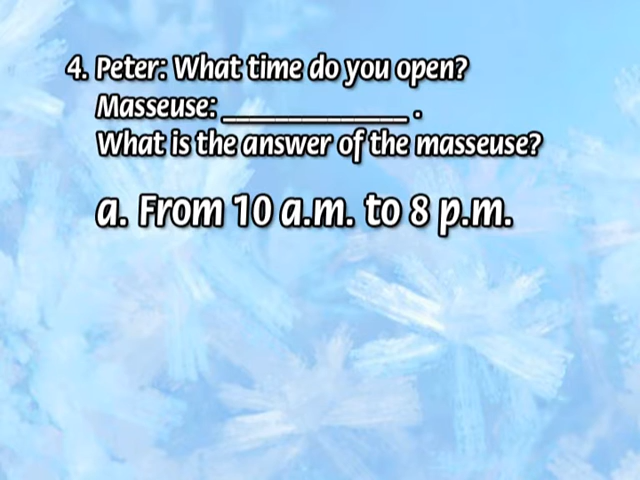 4. Peter: What time do you open?
Masseuse: ______________ .
What is the answer of the masseuse?
a. From 10 a.m. to 8 p.m.